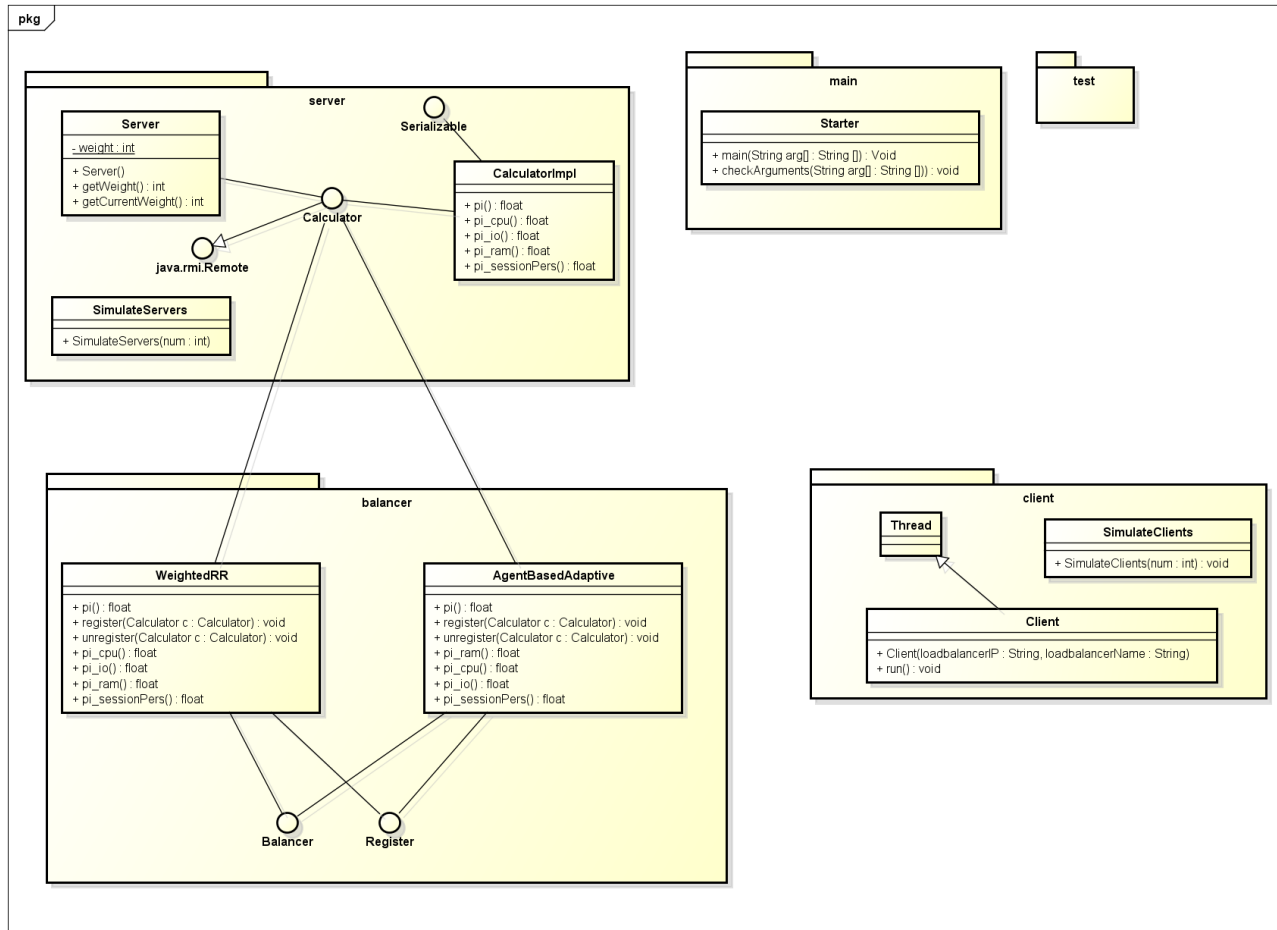 pkg
server
Server
- weight : int
+ Server()
+ getWeight() : int
+ getCurrentWeight() : int
Serializable
CalculatorImpl
+ pi() : float
+ pi_cpu() : float
+ pi_io() : float
+ pi_ram() : float
+ pi_sessionPers() : float
Calculator
java.rmi.Remote
SimulateServers
+ SimulateServers(num : int)
main
Starter
+ main(String arg[] : String []) : Void
+ checkArguments(String arg[] : String [])) : void
test
balancer
WeightedRR
+ pi() : float
+ register(Calculator c : Calculator) : void
+ unregister(Calculator c : Calculator) : void
+ pi_cpu() : float
+ pi_io() : float
+ pi_ram() : float
+ pi_sessionPers() : float
AgentBasedAdaptive
+ pi() : float
+ register(Calculator c : Calculator) : void
+ unregister(Calculator c : Calculator) : void
+ pi_ram() : float
+ pi_cpu() : float
+ pi_io() : float
+ pi_sessionPers() : float
Balancer
Register
client
Thread
SimulateClients
+ SimulateClients(num : int) : void
Client
+ Client(loadbalancerIP : String, loadbalancerName : String)
+ run() : void